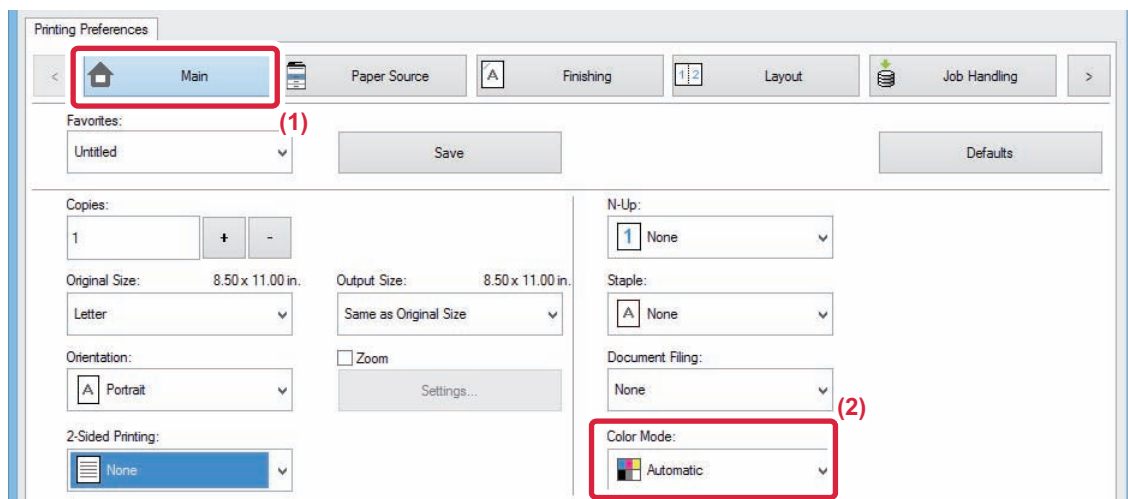 Printing Preferences
< Main Paper Source A Finishing 1 2 Layout Job Handling >
(1)
Favorites:
Untitled Save Defaults
Copies: N-Up:
1 + - 1 None
Original Size: 8.50 x 11.00 in. Output Size: 8.50 x 11.00 in. Staple:
Letter Same as Original Size A None
Orientation: Zoom Document Filing:
A Portrait Settings... None
(2)
2-Sided Printing: Color Mode:
None Automatic